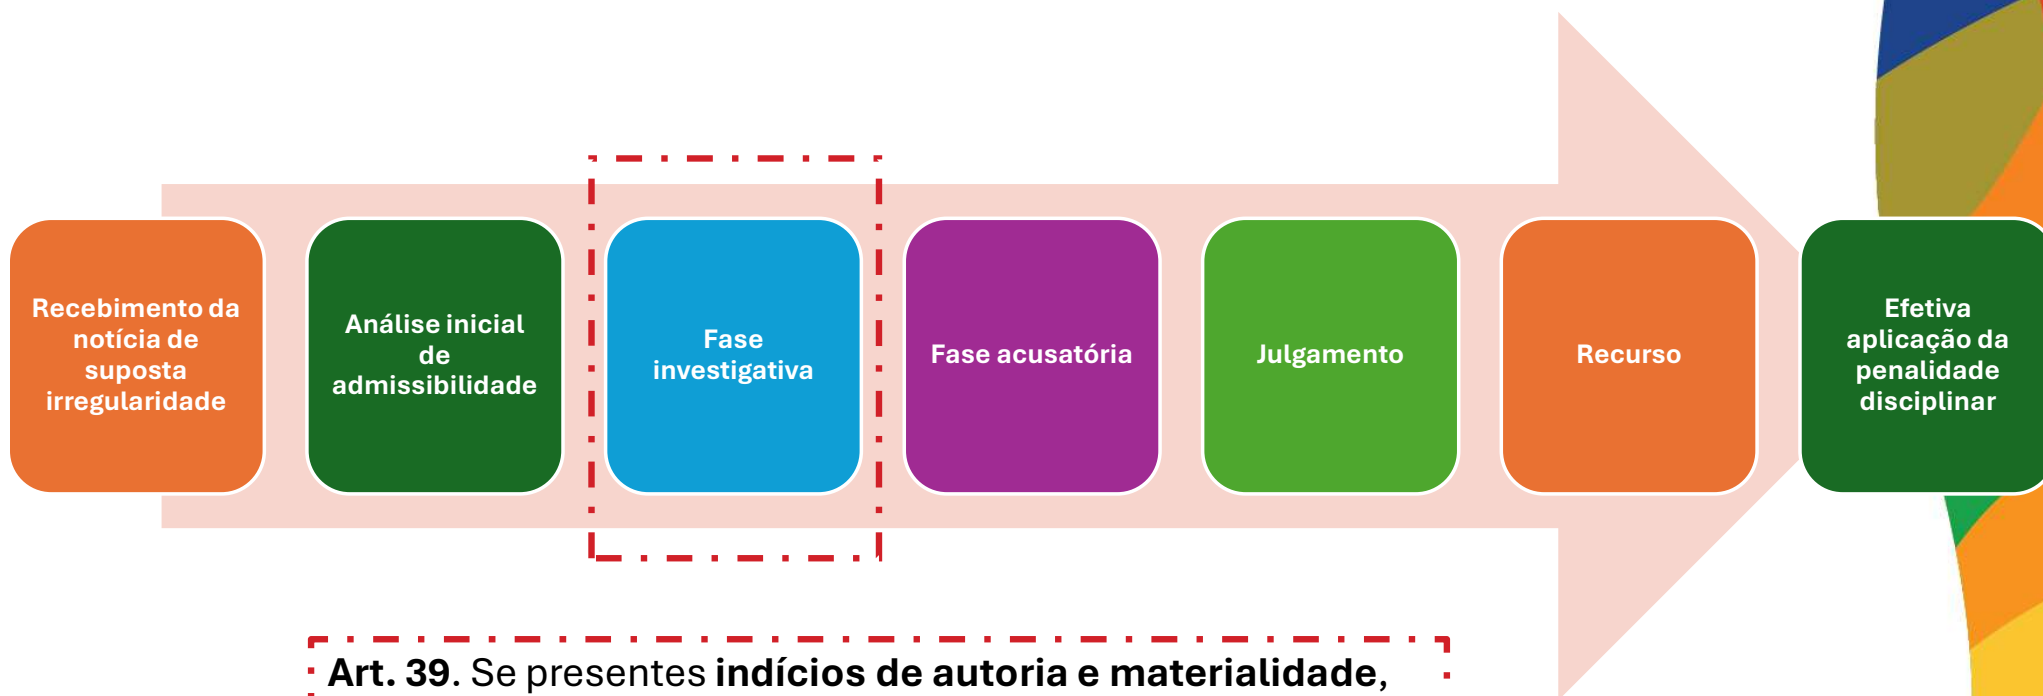 Recebimento da
notícia de
suposta
irregularidade
Análise inicial
de
admissibilidade
Fase
investigativa
Fase acusatória
Julgamento
Recurso
Efetiva
aplicação da
penalidade
disciplinar
Art. 39. Se presentes indícios de autoria e materialidade,